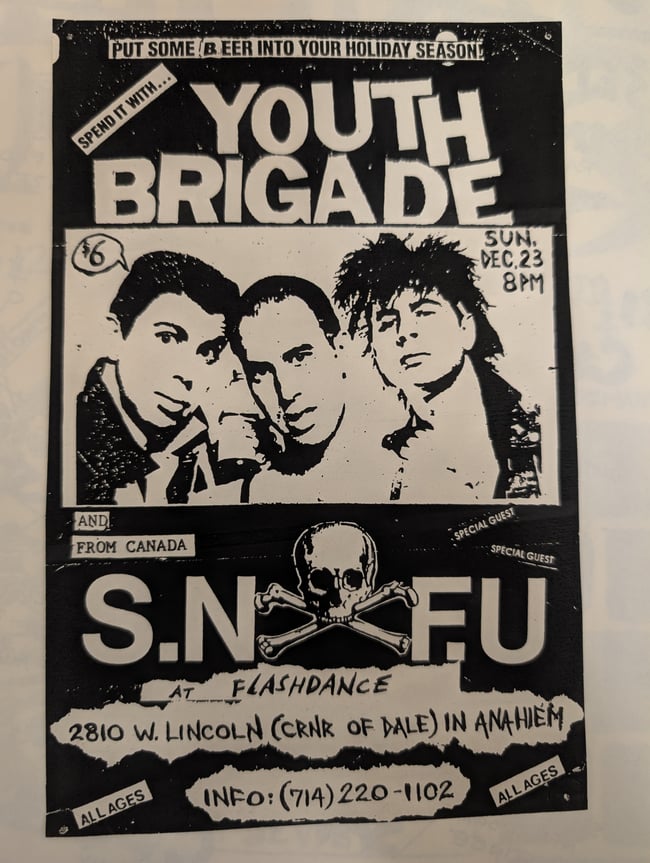 PUT SOME BEER INTO YOUR HOLIDAY SEASON!
SPEND IT WITH...
YOUTH
BRIGADE
$6
SUN.
DEC. 23
8PM
AND
FROM CANADA
SPECIAL GUEST
SPECIAL GUEST
S.N F.U
AT FLASHDANCE
2810 W. LINCOLN (CRNR OF DALE) IN ANAHIEM
ALL AGES
INFO: (714) 220-1102
ALL AGES